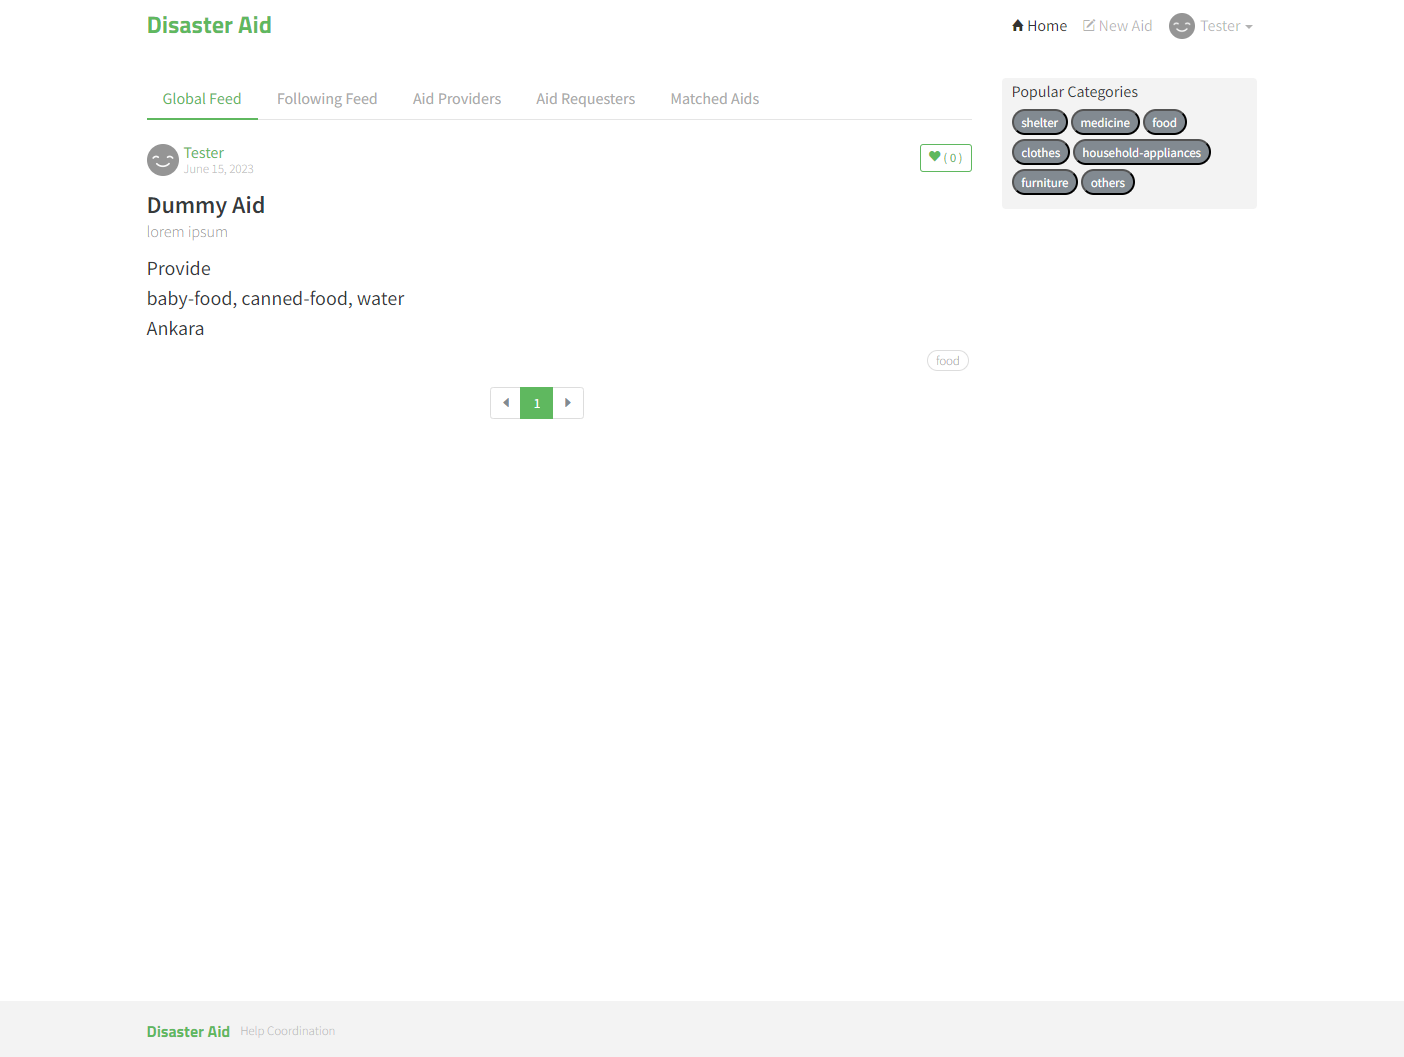 Disaster Aid
Home New Aid Tester
Global Feed Following Feed Aid Providers Aid Requesters Matched Aids
Tester
June 15, 2023
( 0 )
Dummy Aid
lorem ipsum
Provide
baby-food, canned-food, water
Ankara
food
1
Popular Categories
shelter medicine food
clothes household-appliances
furniture others
Disaster Aid Help Coordination